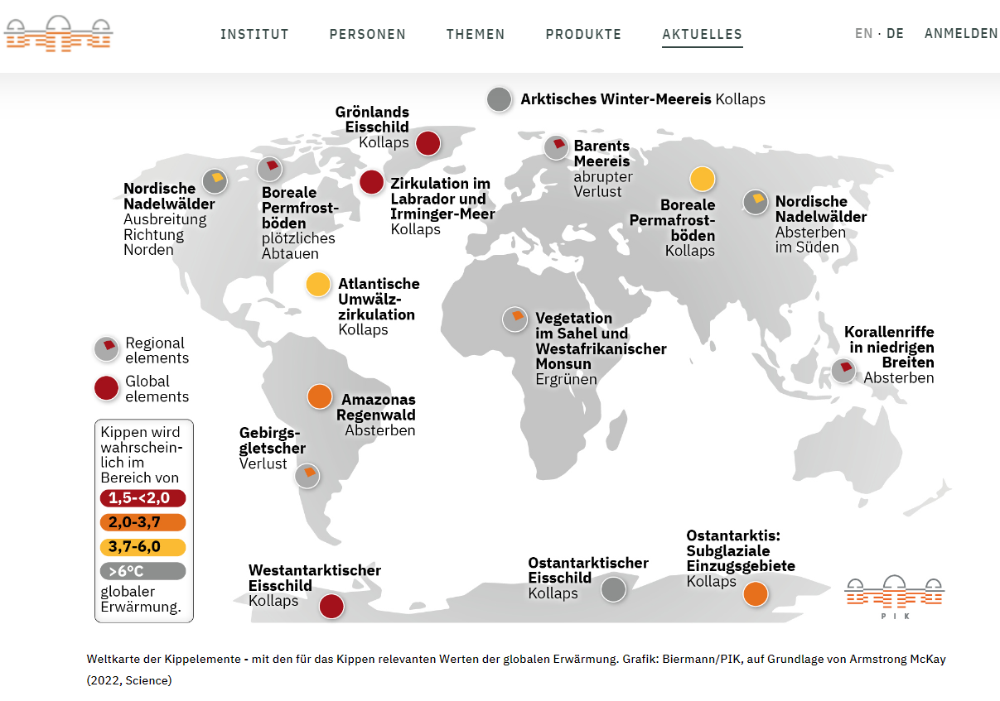 INSTITUT PERSONEN THEMEN PRODUKTE AKTUELLES EN · DE ANMELDEN
Arktisches Winter-Meereis Kollaps
Grönlands
Eisschild
Kollaps
Barents
Meereis
abrupter
Verlust
Nordische
Nadelwälder
Ausbreitung
Richtung
Norden
Boreale
Permfrost-
böden
plötzliches
Abtauen
Zirkulation im
Labrador und
Irminger-Meer
Kollaps
Boreale
Permafrost-
böden
Kollaps
Nordische
Nadelwälder
Absterben
im Süden
Atlantische
Umwälz-
zirkulation
Kollaps
Vegetation
im Sahel und
Westafrikanischer
Monsun
Ergrünen
Korallenriffe
in niedrigen
Breiten
Absterben
Regional
elements
Global
elements
Amazonas
Regenwald
Absterben
Gebirgs-
gletscher
Verlust
Kippen wird
wahrschein-
lich im
Bereich von
1,5-<2,0
2,0-3,7
3,7-6,0
>6°C
globaler
Erwärmung.
Westantarktischer
Eisschild
Kollaps
Ostantarktischer
Eisschild
Kollaps
Ostantarktis:
Subglaziale
Einzugsgebiete
Kollaps
P I K
Weltkarte der Kippelemente - mit den für das Kippen relevanten Werten der globalen Erwärmung. Grafik: Biermann/PIK, auf Grundlage von Armstrong McKay
(2022, Science)